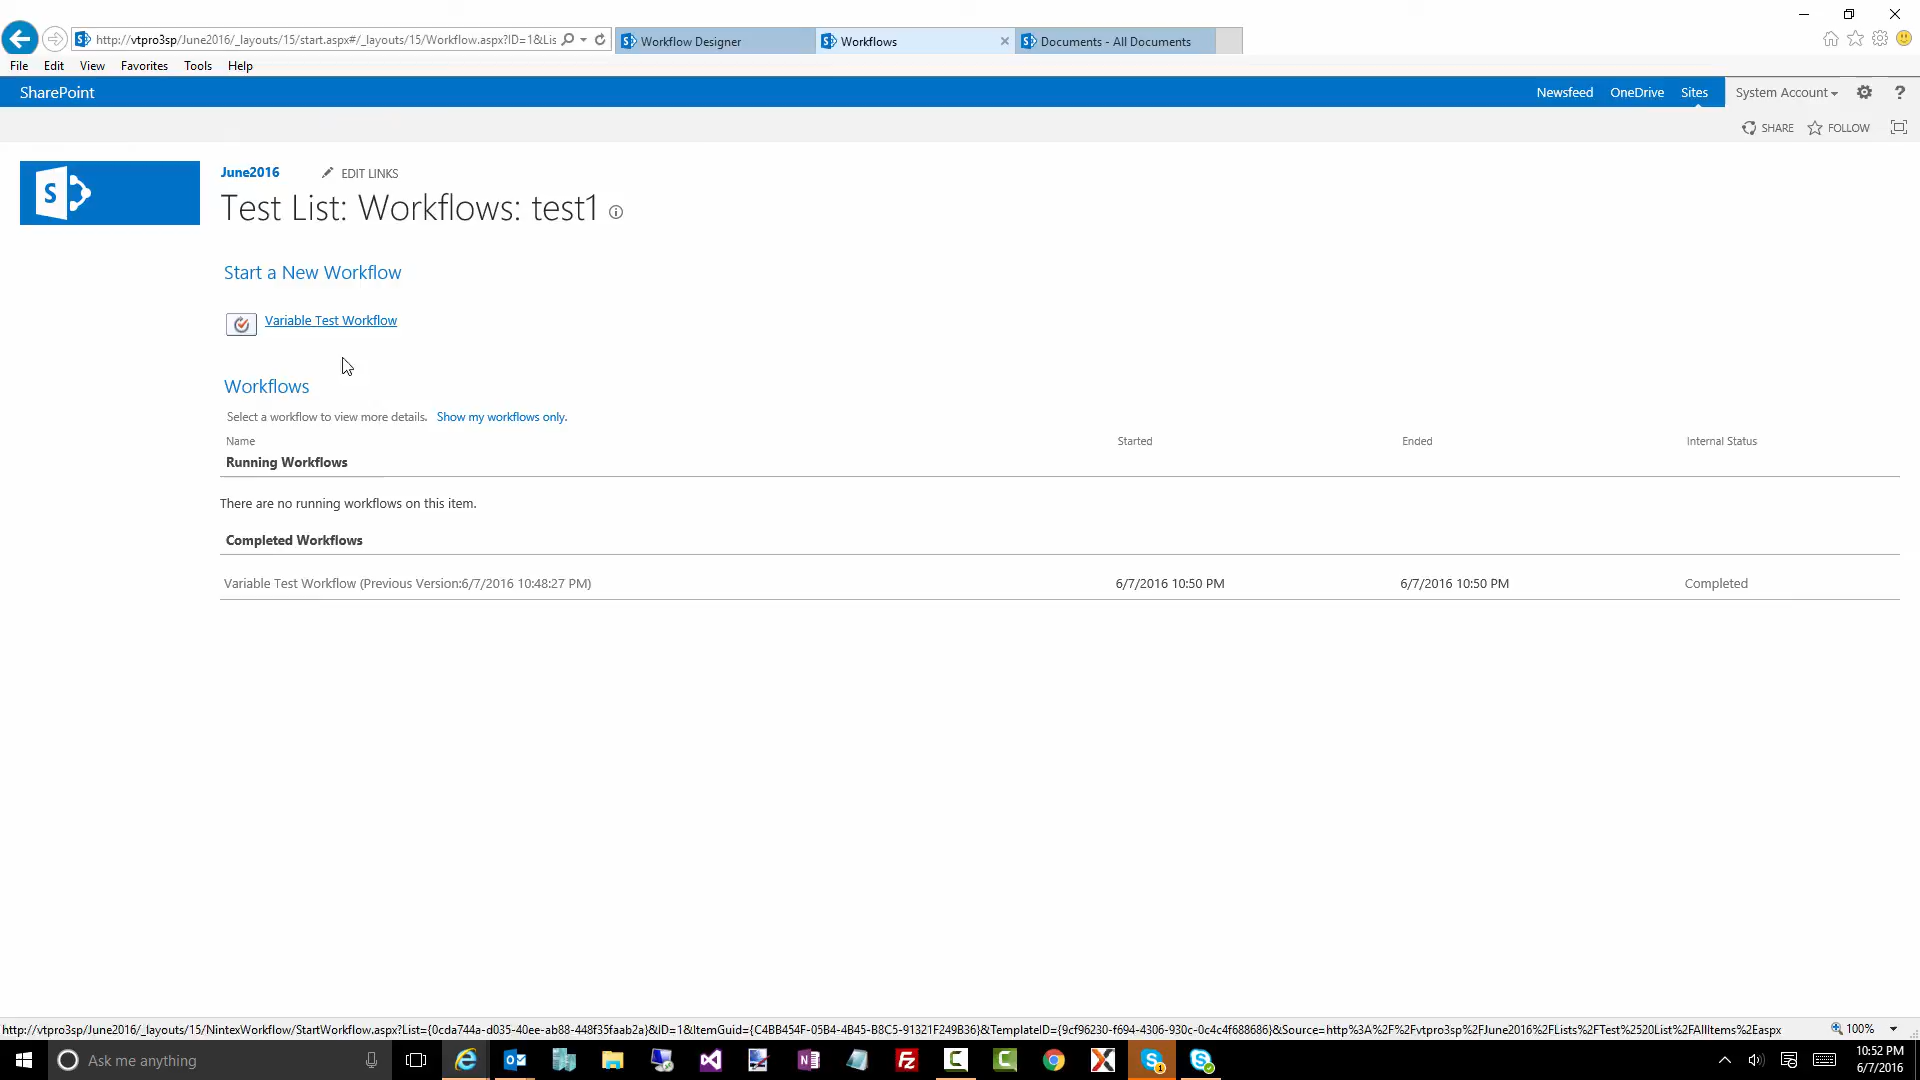 http://vtpro3sp/June2016/_layouts/15/start.aspx#/_layouts/15/Workflow.aspx?ID=1&Lis
Workflow Designer
Workflows
Documents - All Documents
File Edit View Favorites Tools Help
SharePoint
Newsfeed OneDrive Sites System Account ?
SHARE FOLLOW
S
June2016 EDIT LINKS
Test List: Workflows: test1
Start a New Workflow
Variable Test Workflow
Workflows
Select a workflow to view more details. Show my workflows only.
Name Started Ended Internal Status
Running Workflows
There are no running workflows on this item.
Completed Workflows
Variable Test Workflow (Previous Version:6/7/2016 10:48:27 PM) 6/7/2016 10:50 PM 6/7/2016 10:50 PM Completed
http://vtpro3sp/June2016/_layouts/15/NintexWorkflow/StartWorkflow.aspx?List={0cda744a-d035-40ee-ab88-448f35faab2a}&ID=1&ItemGuid={C4BB454F-05B4-4B45-B8C5-91321F249B36}&TemplateID={9cf96230-f694-4306-930c-0c4c4f688686}&Source=http%3A%2F%2Fvtpro3sp%2FJune2016%2FLists%2FTest%2520List%2FAllItems%2Easpx
100%
Ask me anything
10:52 PM
6/7/2016